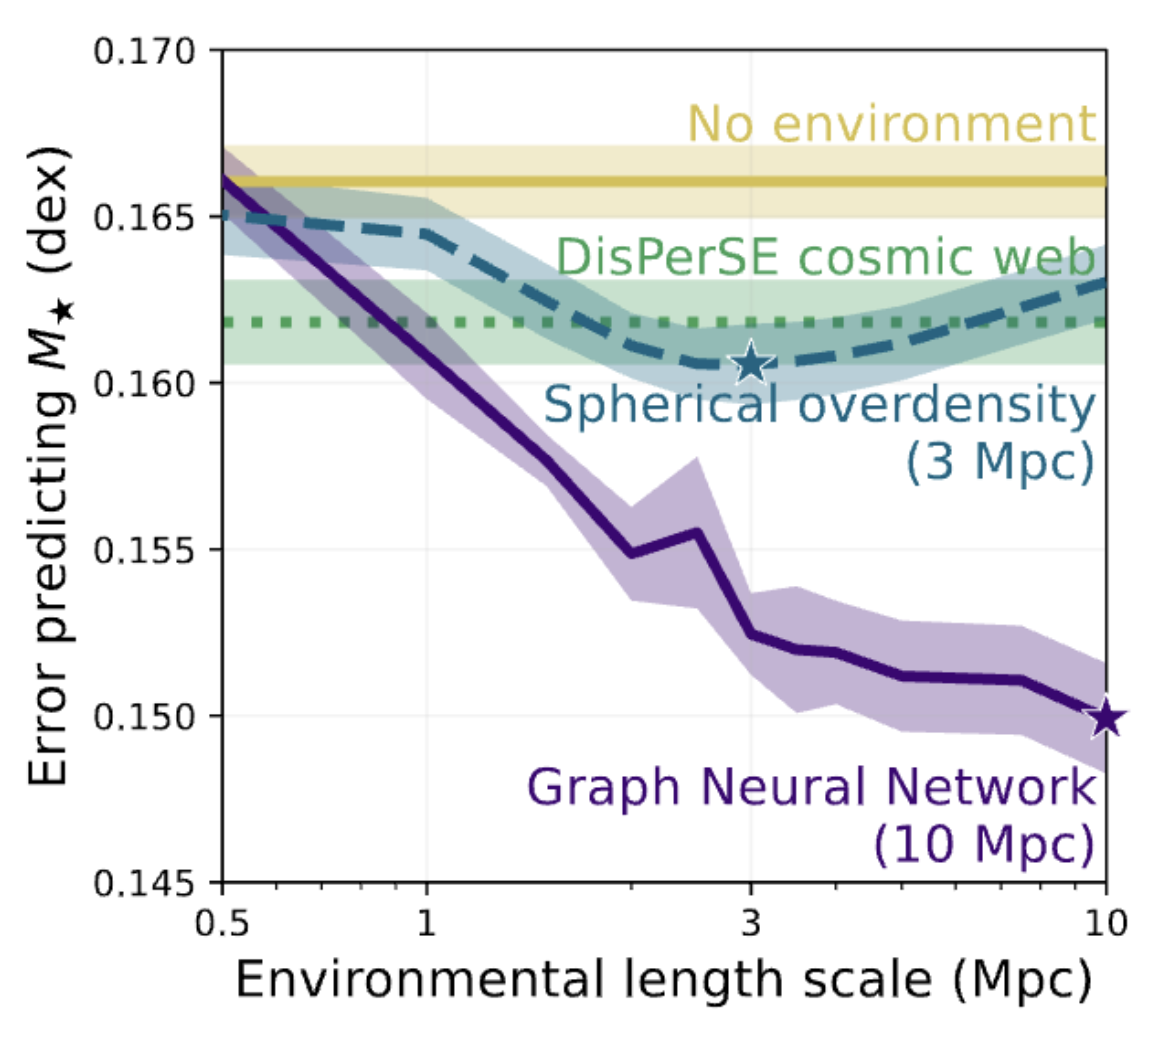 0.170
0.165
0.160
0.155
0.150
0.145
Error predicting M★ (dex)
No environment
DisPerSE cosmic web
Spherical overdensity
(3 Mpc)
Graph Neural Network
(10 Mpc)
0.5 1 3 10
Environmental length scale (Mpc)